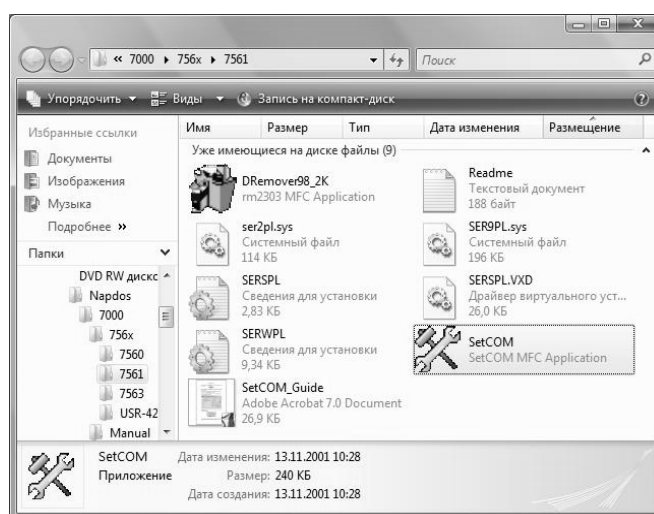 « 7000 ▸ 756x ▸ 7561
Поиск
Упорядочить Виды Запись на компакт-диск
Избранные ссылки
Документы
Изображения
Музыка
Подробнее »
Папки
DVD RW диско
Napdos
7000
756x
7560
7561
7563
USR-42
Manual
Имя Размер Тип Дата изменения Размещение
Уже имеющиеся на диске файлы (9)
DRemover98_2K
rm2303 MFC Application
Readme
Текстовый документ
188 байт
ser2pl.sys
Системный файл
114 КБ
SER9PL.sys
Системный файл
196 КБ
SERSPL
Сведения для установки
2,83 КБ
SERSPL.VXD
Драйвер виртуального уст...
26,0 КБ
SERWPL
Сведения для установки
9,34 КБ
SetCOM
SetCOM MFC Application
SetCOM_Guide
Adobe Acrobat 7.0 Document
26,9 КБ
SetCOM Дата изменения: 13.11.2001 10:28
Приложение Размер: 240 КБ
Дата создания: 13.11.2001 10:28